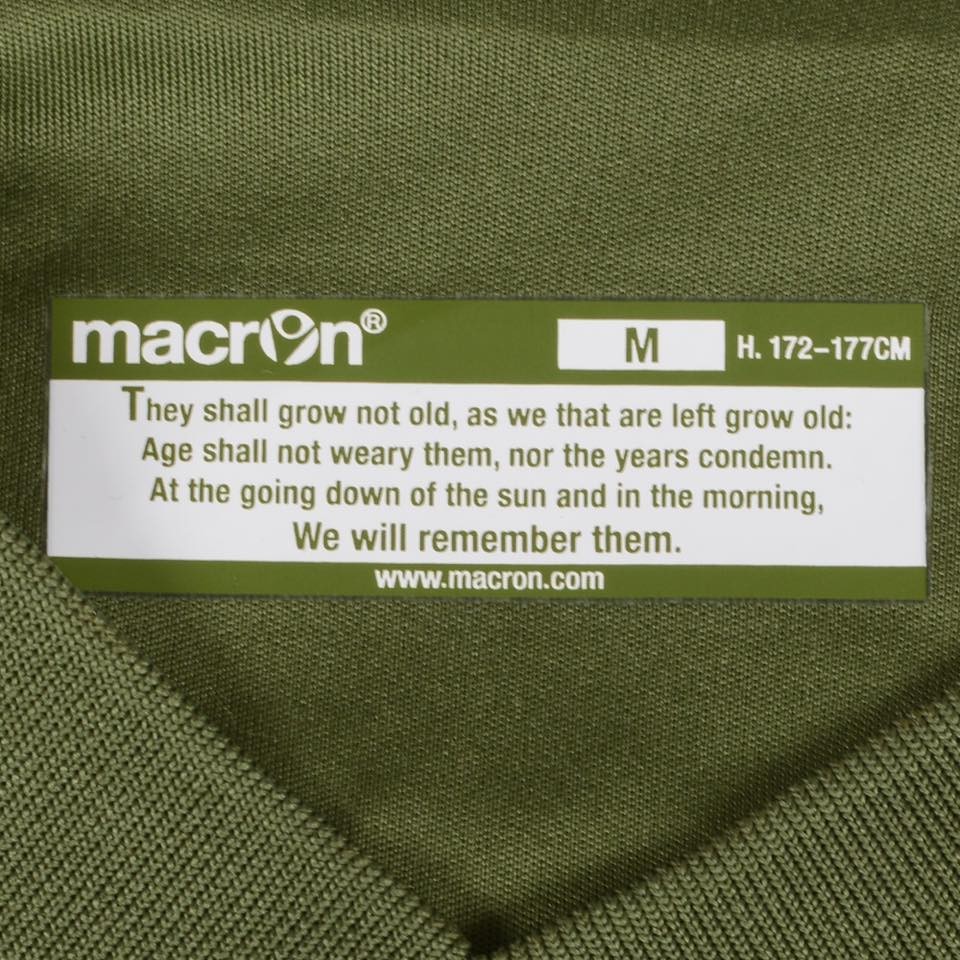 macron®
M H. 172-177CM
They shall grow not old, as we that are left grow old:
Age shall not weary them, nor the years condemn.
At the going down of the sun and in the morning,
We will remember them.
www.macron.com